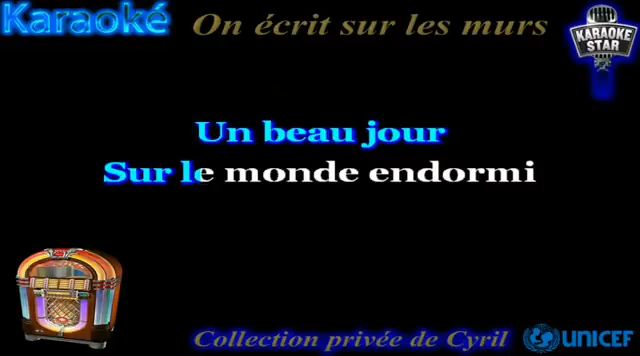 Karaoké
On écrit sur les murs
KARAOKE
STAR
Un beau jour
Sur le monde endormi
Collection privée de Cyril
UNICEF